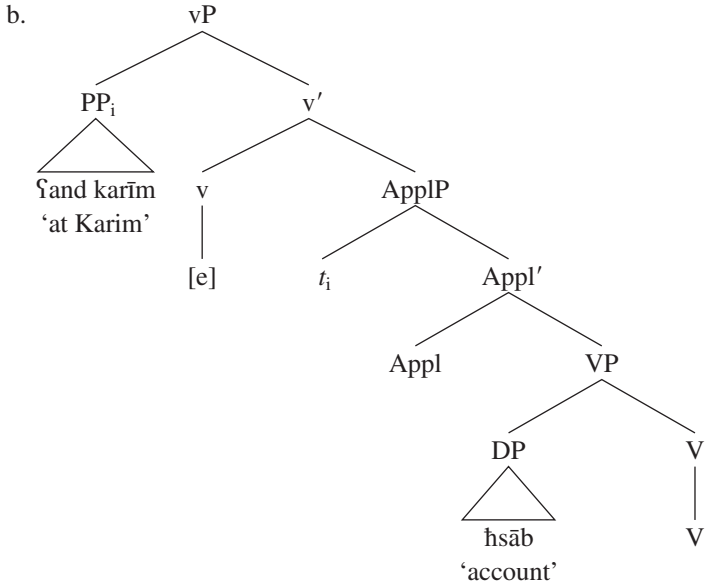 b.
vP
PPi v′
ʕand karīm v ApplP
‘at Karim’
[e] ti Appl′
Appl VP
DP V
ħsāb V
‘account’